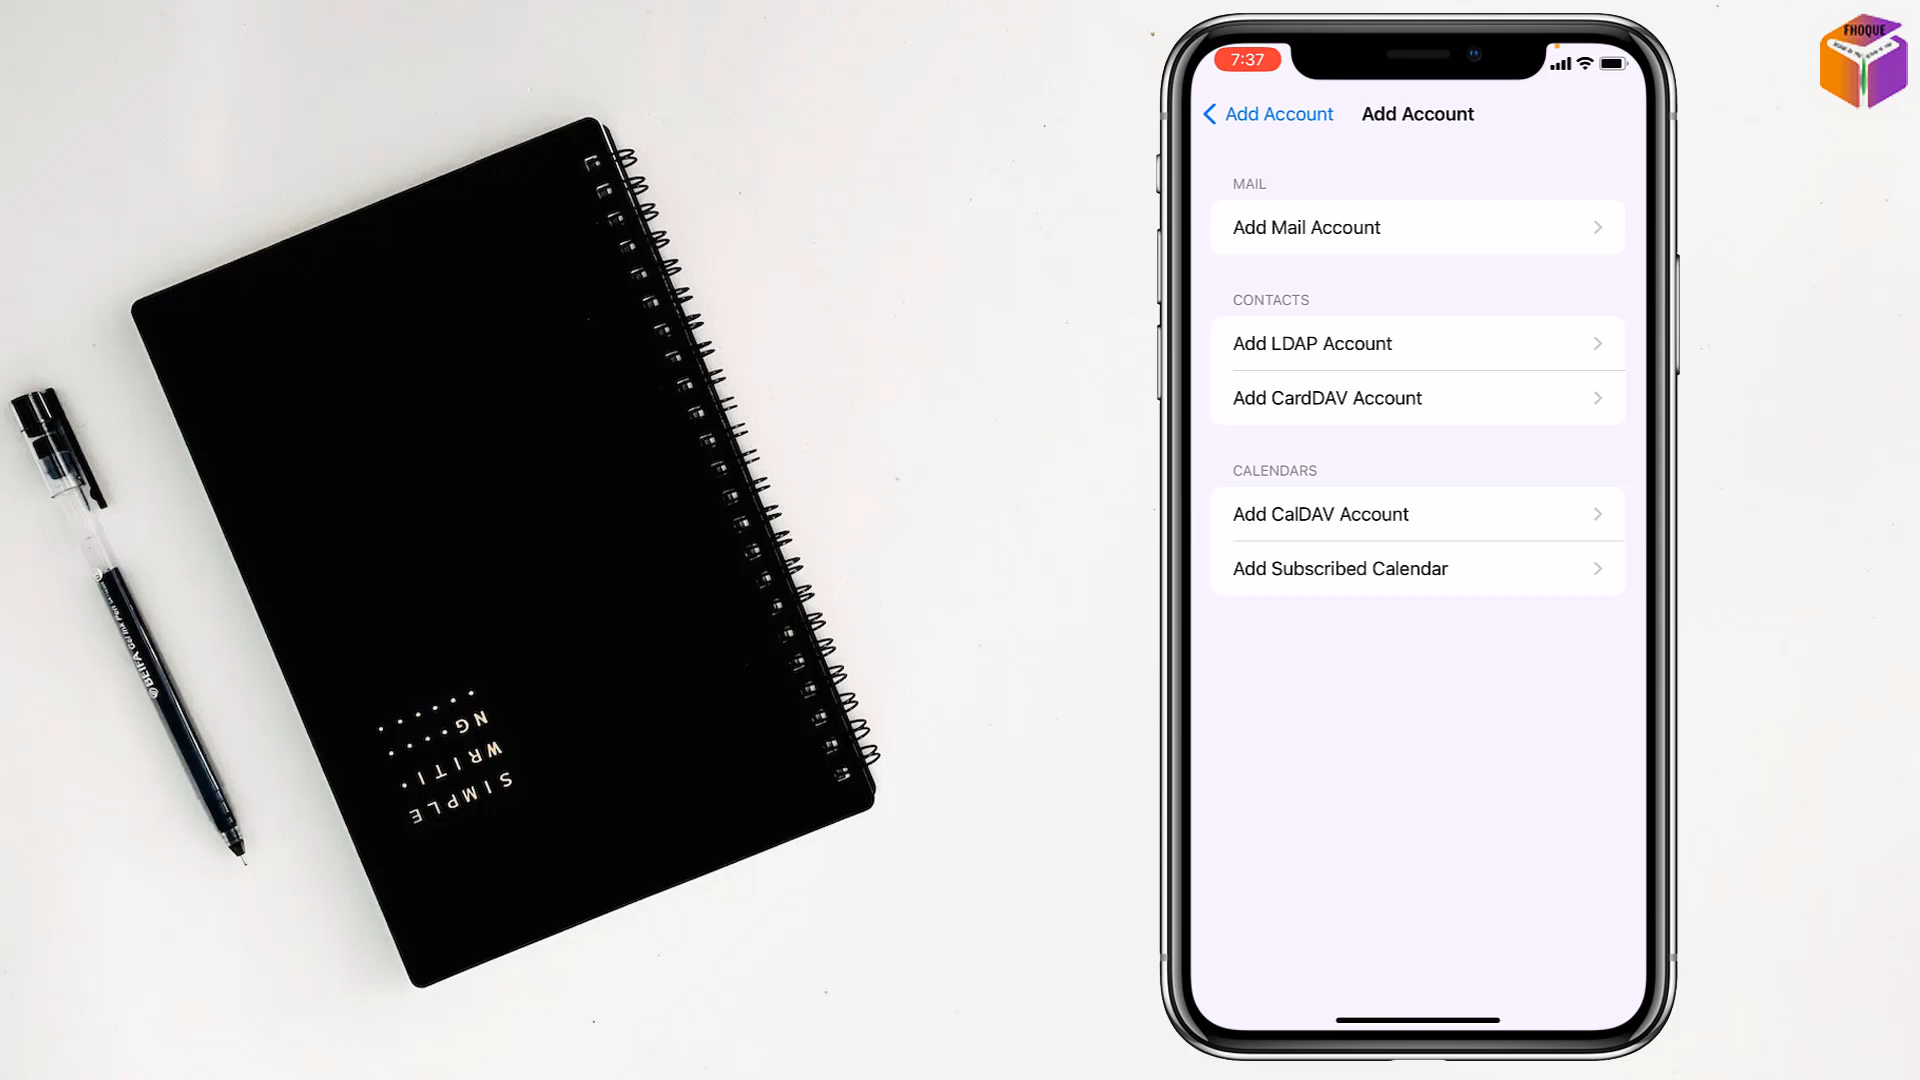 7:37
Add Account
Add Account
MAIL
Add Mail Account
CONTACTS
Add LDAP Account
Add CardDAV Account
CALENDARS
Add CalDAV Account
Add Subscribed Calendar
SIMPLE
WRITI
NG
FHOQUE